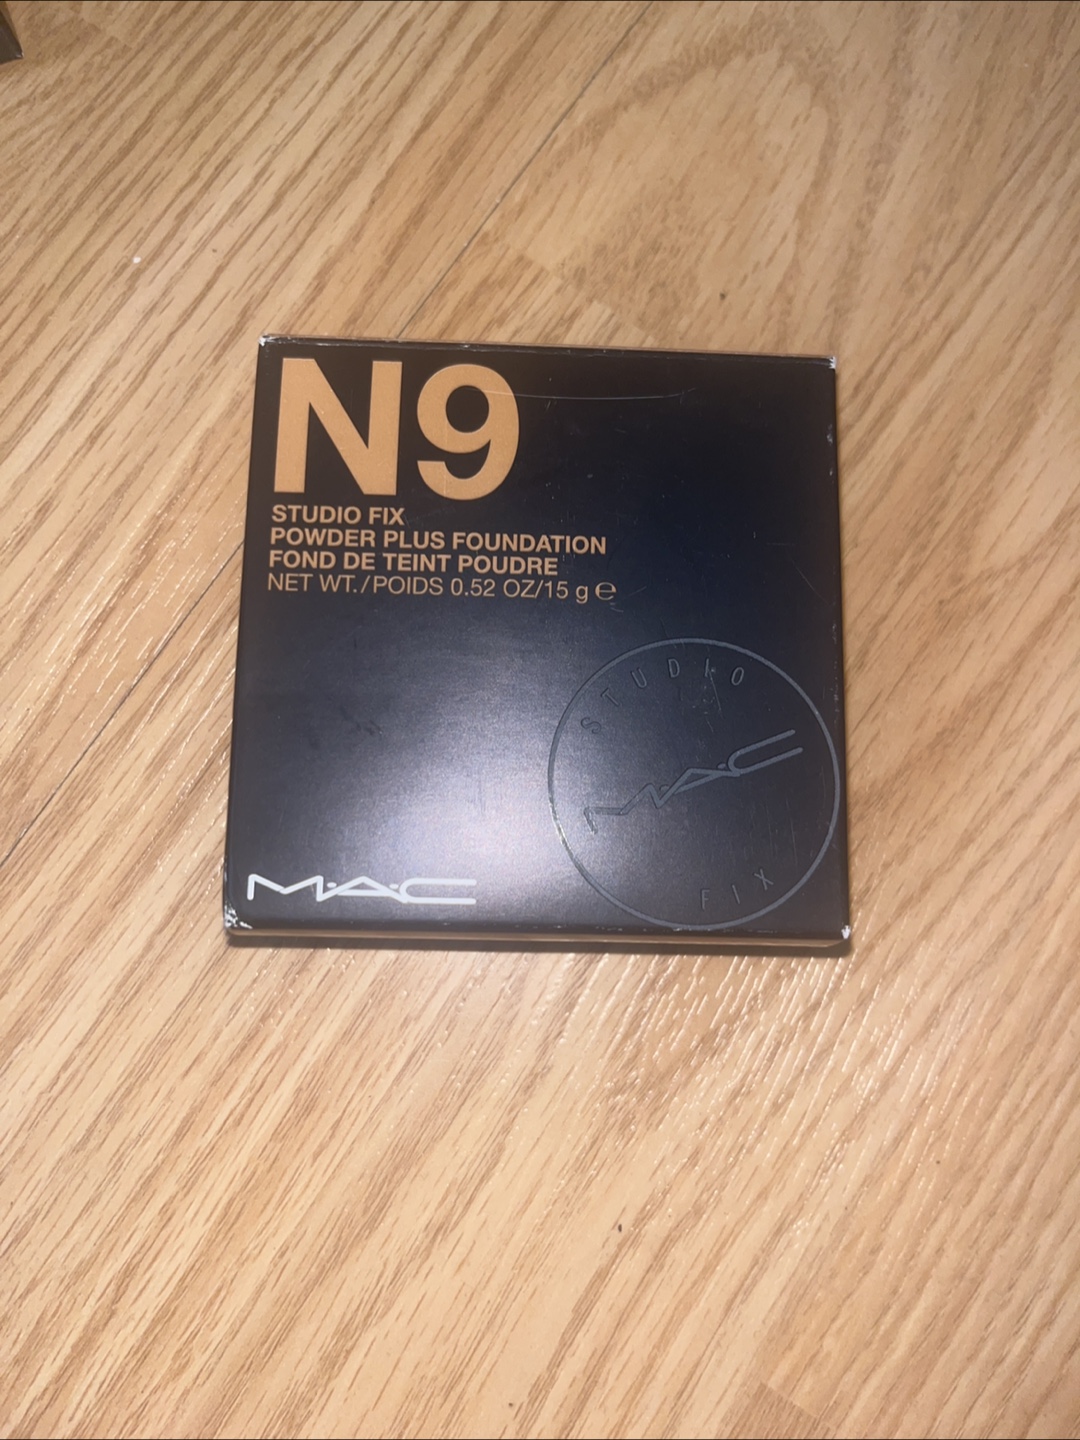 N9
STUDIO FIX
POWDER PLUS FOUNDATION
FOND DE TEINT POUDRE
NET WT./POIDS 0.52 OZ/15 g ℮
STUDIO
M·A·C
FIX
M·A·C